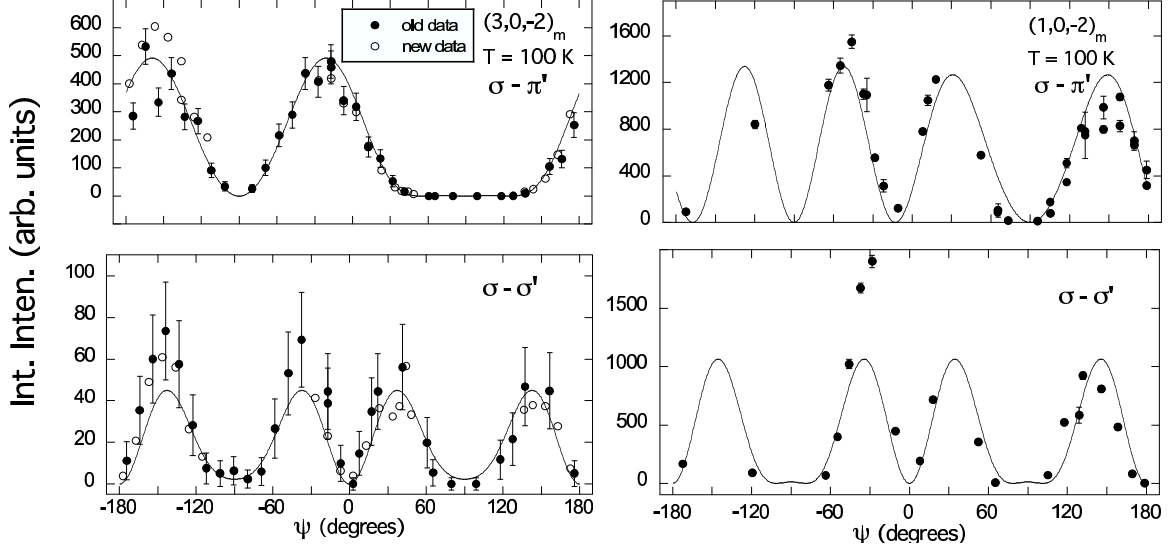 Int. Inten. (arb. units)
600
500
400
300
200
100
0
old data
new data
(3,0,-2)m
T = 100 K
σ - π'
1600
1200
800
400
0
(1,0,-2)m
T = 100 K
σ - π'
100
80
60
40
20
0
σ - σ'
-180
-120
-60
0
60
120
180
ψ (degrees)
1500
1000
500
0
σ - σ'
-180
-120
-60
0
60
120
180
ψ (degrees)